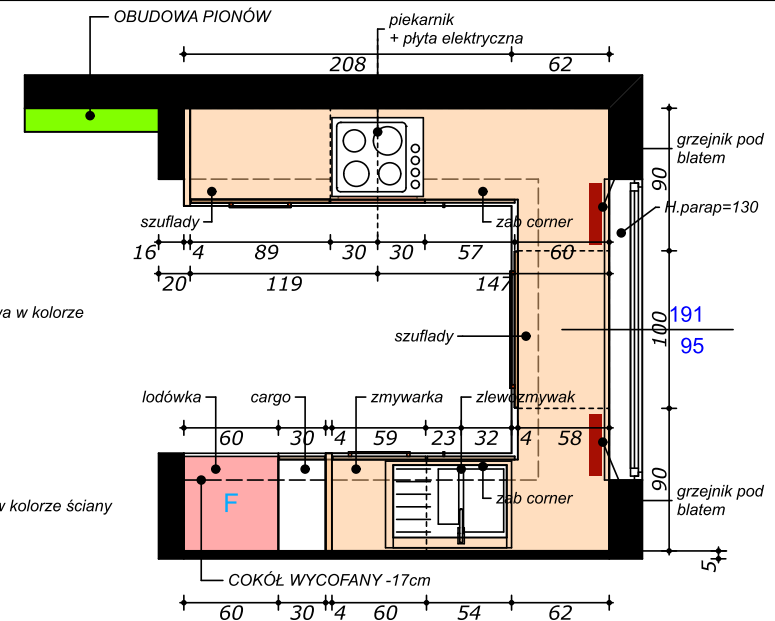 OBUDOWA PIONÓW
piekarnik
+ płyta elektryczna
208 62
grzejnik pod
blatem
90
H.parap=130
szuflady
zab corner
16 4 89 30 30 57 60
20 119 147
wa w kolorze
szuflady
100
191
95
lodówka cargo zmywarka zlewozmywak
60 30 4 59 23 32 4 58
zab corner
90
grzejnik pod
blatem
w kolorze ściany
F
COKÓŁ WYCOFANY -17cm
5
60 30 4 60 54 62